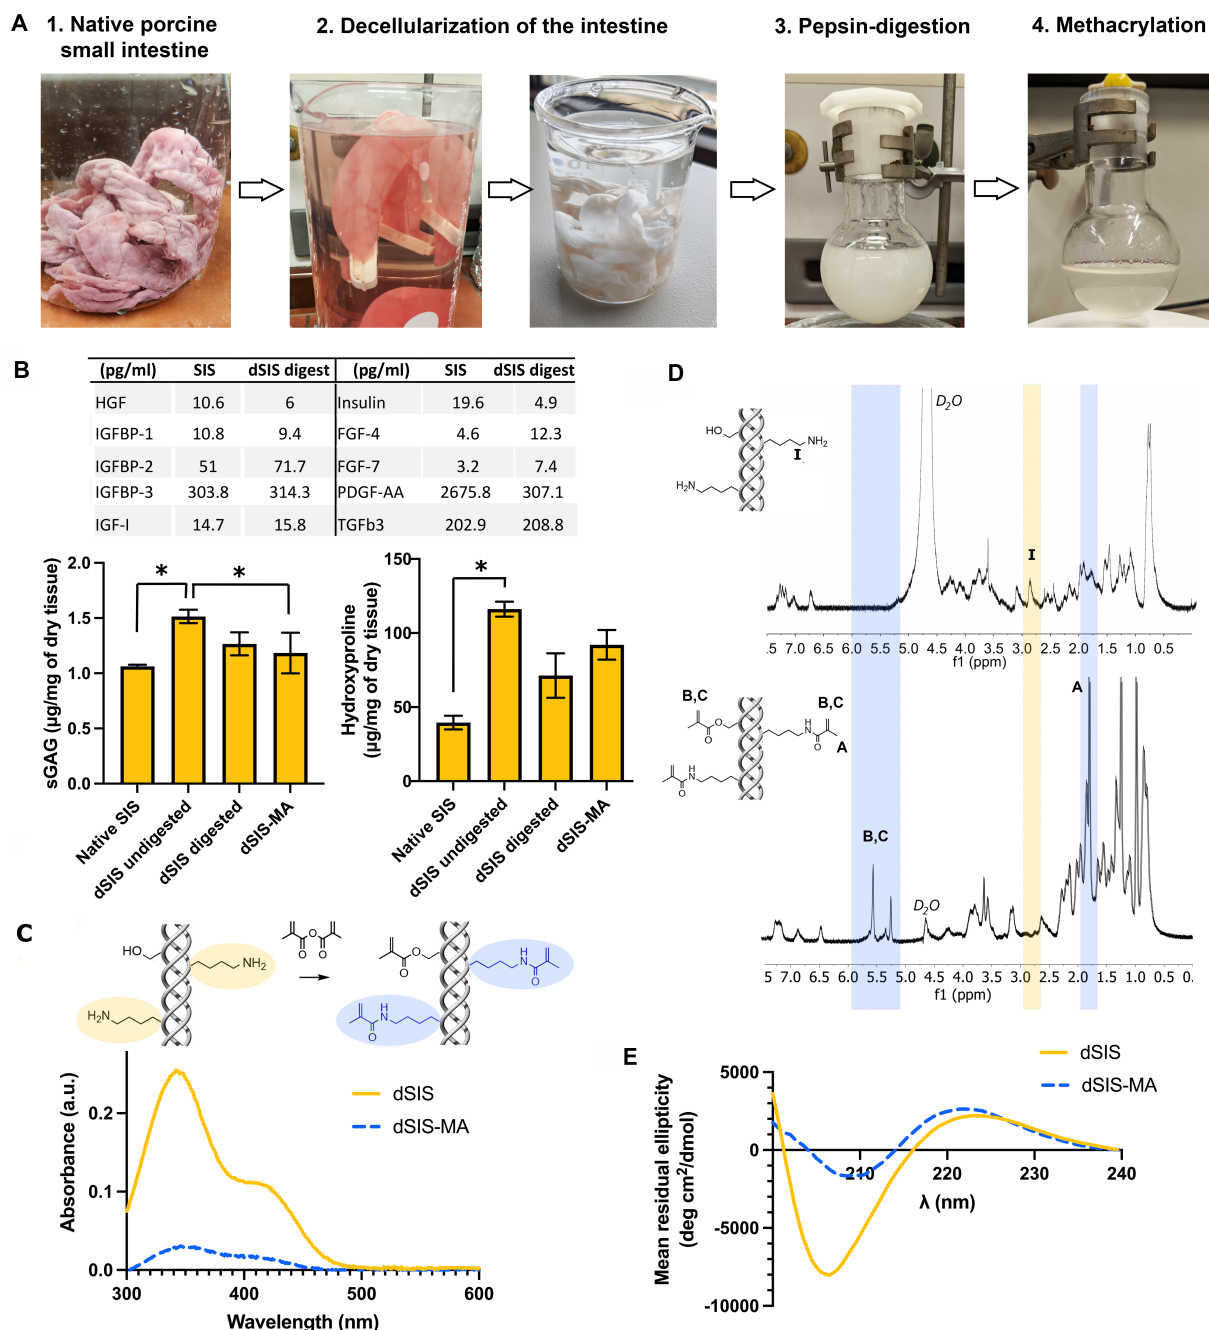 A
1. Native porcine
small intestine
2. Decellularization of the intestine
3. Pepsin-digestion
4. Methacrylation
B
(pg/ml) SIS dSIS digest (pg/ml) SIS dSIS digest
HGF 10.6 6 Insulin 19.6 4.9
IGFBP-1 10.8 9.4 FGF-4 4.6 12.3
IGFBP-2 51 71.7 FGF-7 3.2 7.4
IGFBP-3 303.8 314.3 PDGF-AA 2675.8 307.1
IGF-I 14.7 15.8 TGFb3 202.9 208.8
sGAG (µg/mg of dry tissue)
2.0
1.5
1.0
0.5
0.0
* *
Native SIS
dSIS undigested
dSIS digested
dSIS-MA
Hydroxyproline
(µg/mg of dry tissue)
150
100
50
0
*
Native SIS
dSIS undigested
dSIS digested
dSIS-MA
C
HO
NH2
H2N
O O O
O
O
H
N
O
H
N
O
Absorbance (a.u.)
0.2
0.1
0.0
dSIS
dSIS-MA
300 400 500 600
Wavelength (nm)
D
HO
NH2
I
H2N
D2O
I
.5 7.0 6.5 6.0 5.5 5.0 4.5 4.0 3.5 3.0 2.5 2.0 1.5 1.0 0.5
f1 (ppm)
B,C B,C
O
O
H
N
O
A
H
N
O
A
B,C
D2O
.5 7.0 6.5 6.0 5.5 5.0 4.5 4.0 3.5 3.0 2.5 2.0 1.5 1.0 0.5 0.
f1 (ppm)
E
dSIS
dSIS-MA
Mean residual ellipticity
(deg cm2/dmol)
5000
0
-5000
-10000
210 220 230 240
λ (nm)